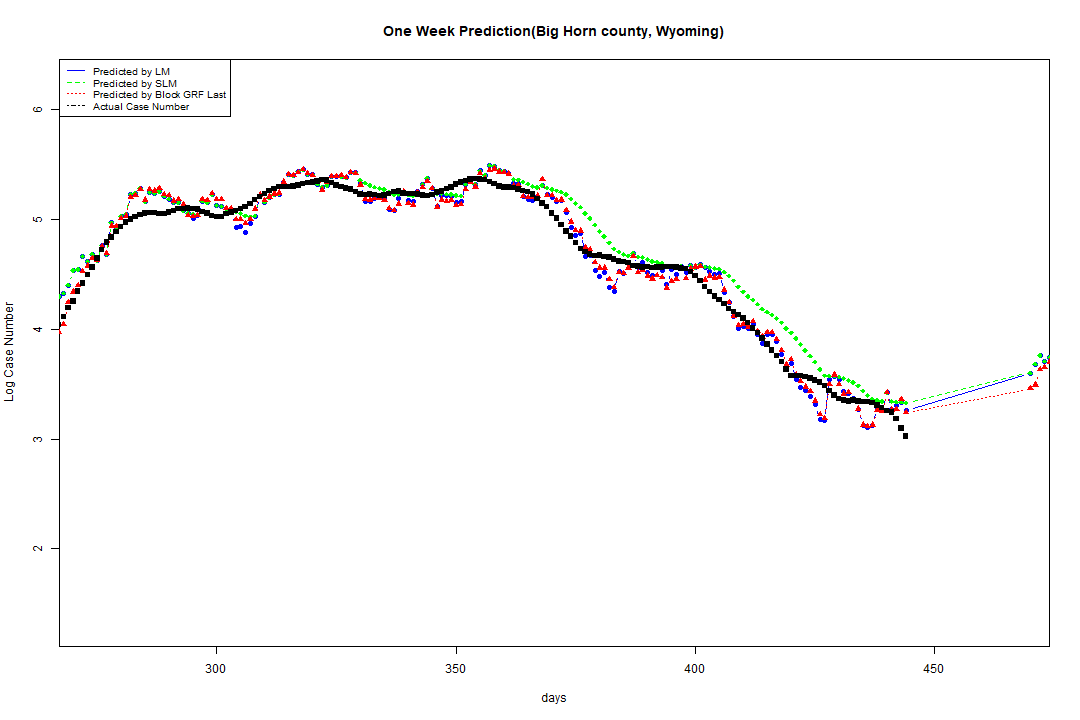 One Week Prediction(Big Horn county, Wyoming)
Predicted by LM
Predicted by SLM
Predicted by Block GRF Last
Actual Case Number
6
5
4
3
2
Log Case Number
300
350
400
450
days